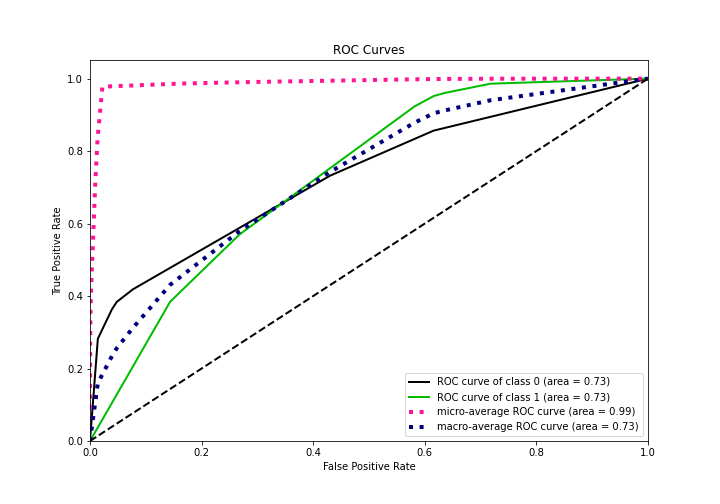 ROC Curves
True Positive Rate
1.0
0.8
0.6
0.4
0.2
0.0
0.0 0.2 0.4 0.6 0.8 1.0
False Positive Rate
ROC curve of class 0 (area = 0.73)
ROC curve of class 1 (area = 0.73)
micro-average ROC curve (area = 0.99)
macro-average ROC curve (area = 0.73)